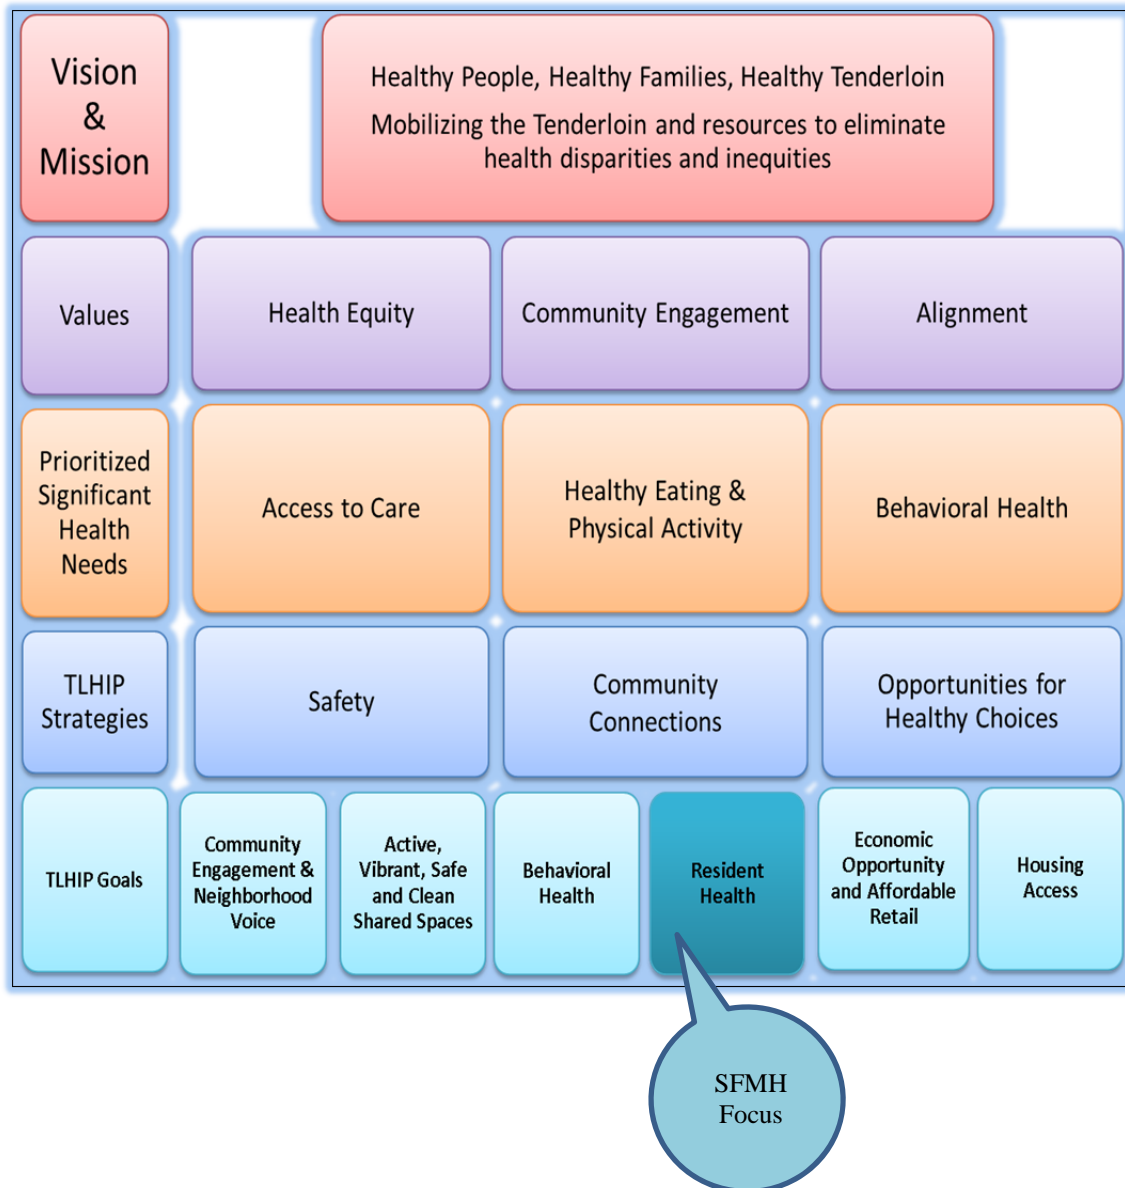 Vision
&
Mission
Healthy People, Healthy Families, Healthy Tenderloin
Mobilizing the Tenderloin and resources to eliminate
health disparities and inequities
Values
Health Equity
Community Engagement
Alignment
Prioritized
Significant
Health
Needs
Access to Care
Healthy Eating &
Physical Activity
Behavioral Health
TLHIP
Strategies
Safety
Community
Connections
Opportunities for
Healthy Choices
TLHIP Goals
Community
Engagement &
Neighborhood
Voice
Active,
Vibrant, Safe
and Clean
Shared Spaces
Behavioral
Health
Resident
Health
Economic
Opportunity
and Affordable
Retail
Housing
Access
SFMH
Focus